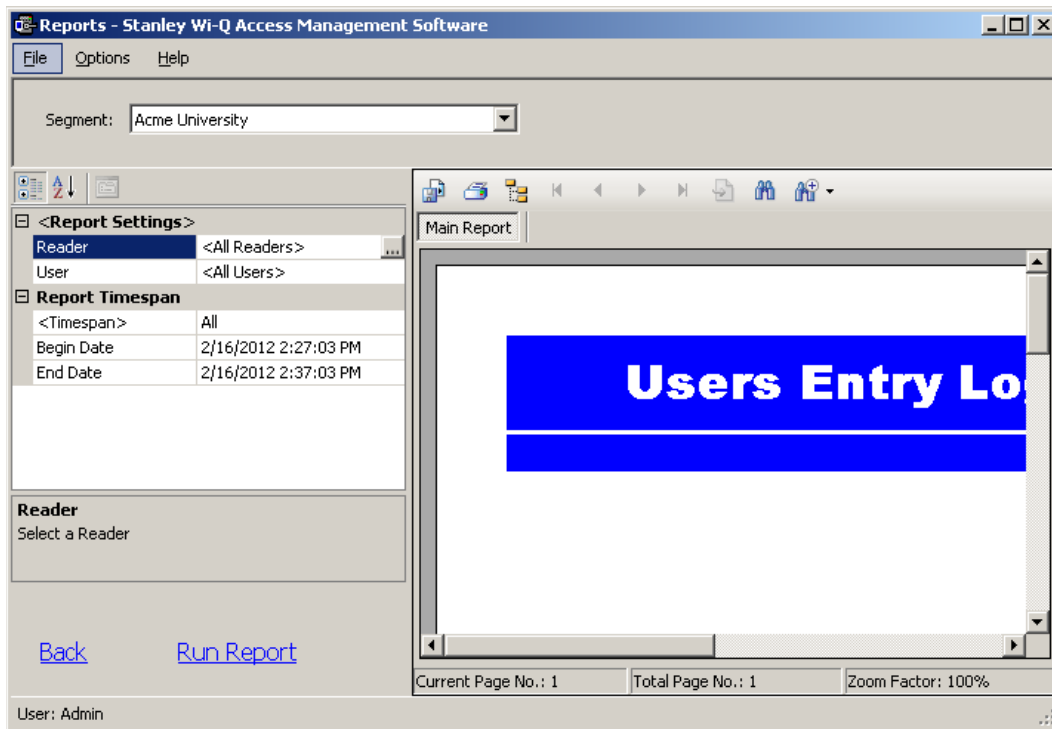 Reports - Stanley Wi-Q Access Management Software
File Options Help
Segment: Acme University
Main Report
<Report Settings>
Reader <All Readers> ...
User <All Users>
Report Timespan
<Timespan> All
Begin Date 2/16/2012 2:27:03 PM
End Date 2/16/2012 2:37:03 PM
Users Entry Lo
Reader
Select a Reader
Back Run Report
Current Page No.: 1 Total Page No.: 1 Zoom Factor: 100%
User: Admin